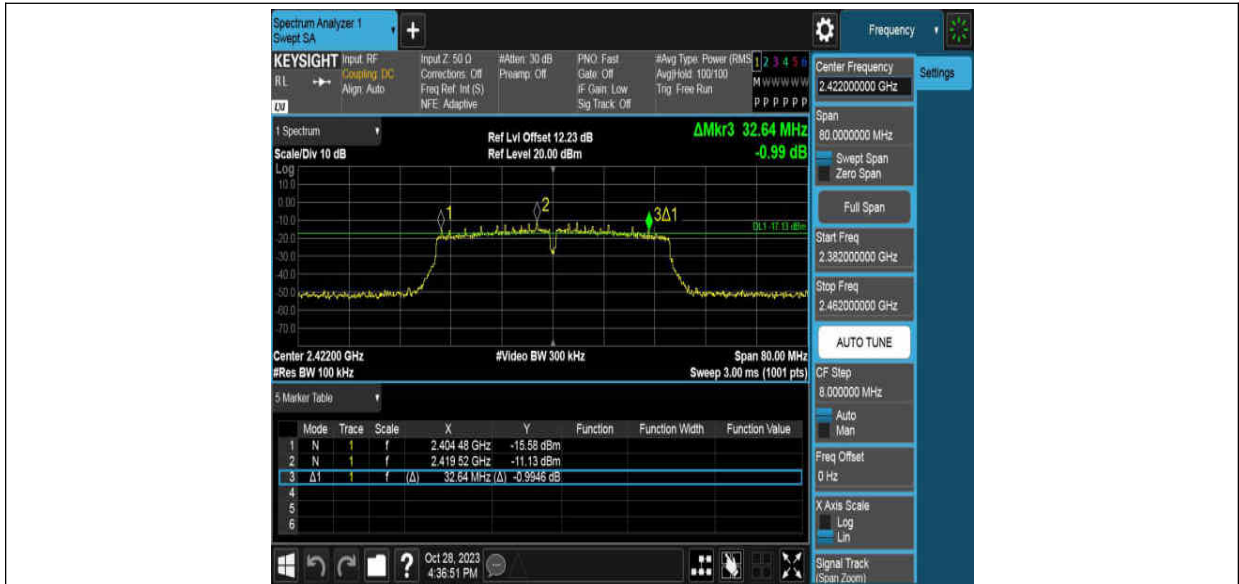 Spectrum Analyzer 1
Swept SA
+
Frequency
KEYSIGHT Input: RF Input Z: 50 Ω #Atten: 30 dB PNO: Fast #Avg Type: Power (RMS 1 2 3 4 5 6
RL Coupling: DC Corrections: Off Preamp: Off Gate: Off Avg|Hold: 100/100 M W W W W W
Align: Auto Freq Ref: Int (S) IF Gain: Low Trig: Free Run
NFE: Adaptive Sig Track: Off P P P P P P
1 Spectrum
Ref Lvl Offset 12.23 dB
ΔMkr3 32.64 MHz
Scale/Div 10 dB
Ref Level 20.00 dBm
-0.99 dB
Log
10.0
0.00
-10.0
-20.0
-30.0
-40.0
-50.0
-60.0
-70.0
1
2
3Δ1
DL1 -17.13 dBm
Center 2.42200 GHz #Video BW 300 kHz Span 80.00 MHz
#Res BW 100 kHz Sweep 3.00 ms (1001 pts)
5 Marker Table
Mode Trace Scale X Y Function Function Width Function Value
1 N 1 f 2.404 48 GHz -15.58 dBm
2 N 1 f 2.419 52 GHz -11.13 dBm
3 Δ1 1 f (Δ) 32.64 MHz (Δ) -0.9946 dB
4
5
6
Oct 28, 2023
4:36:51 PM
?
Center Frequency
2.422000000 GHz
Settings
Span
80.0000000 MHz
Swept Span
Zero Span
Full Span
Start Freq
2.382000000 GHz
Stop Freq
2.462000000 GHz
AUTO TUNE
CF Step
8.000000 MHz
Auto
Man
Freq Offset
0 Hz
X Axis Scale
Log
Lin
Signal Track
(Span Zoom)